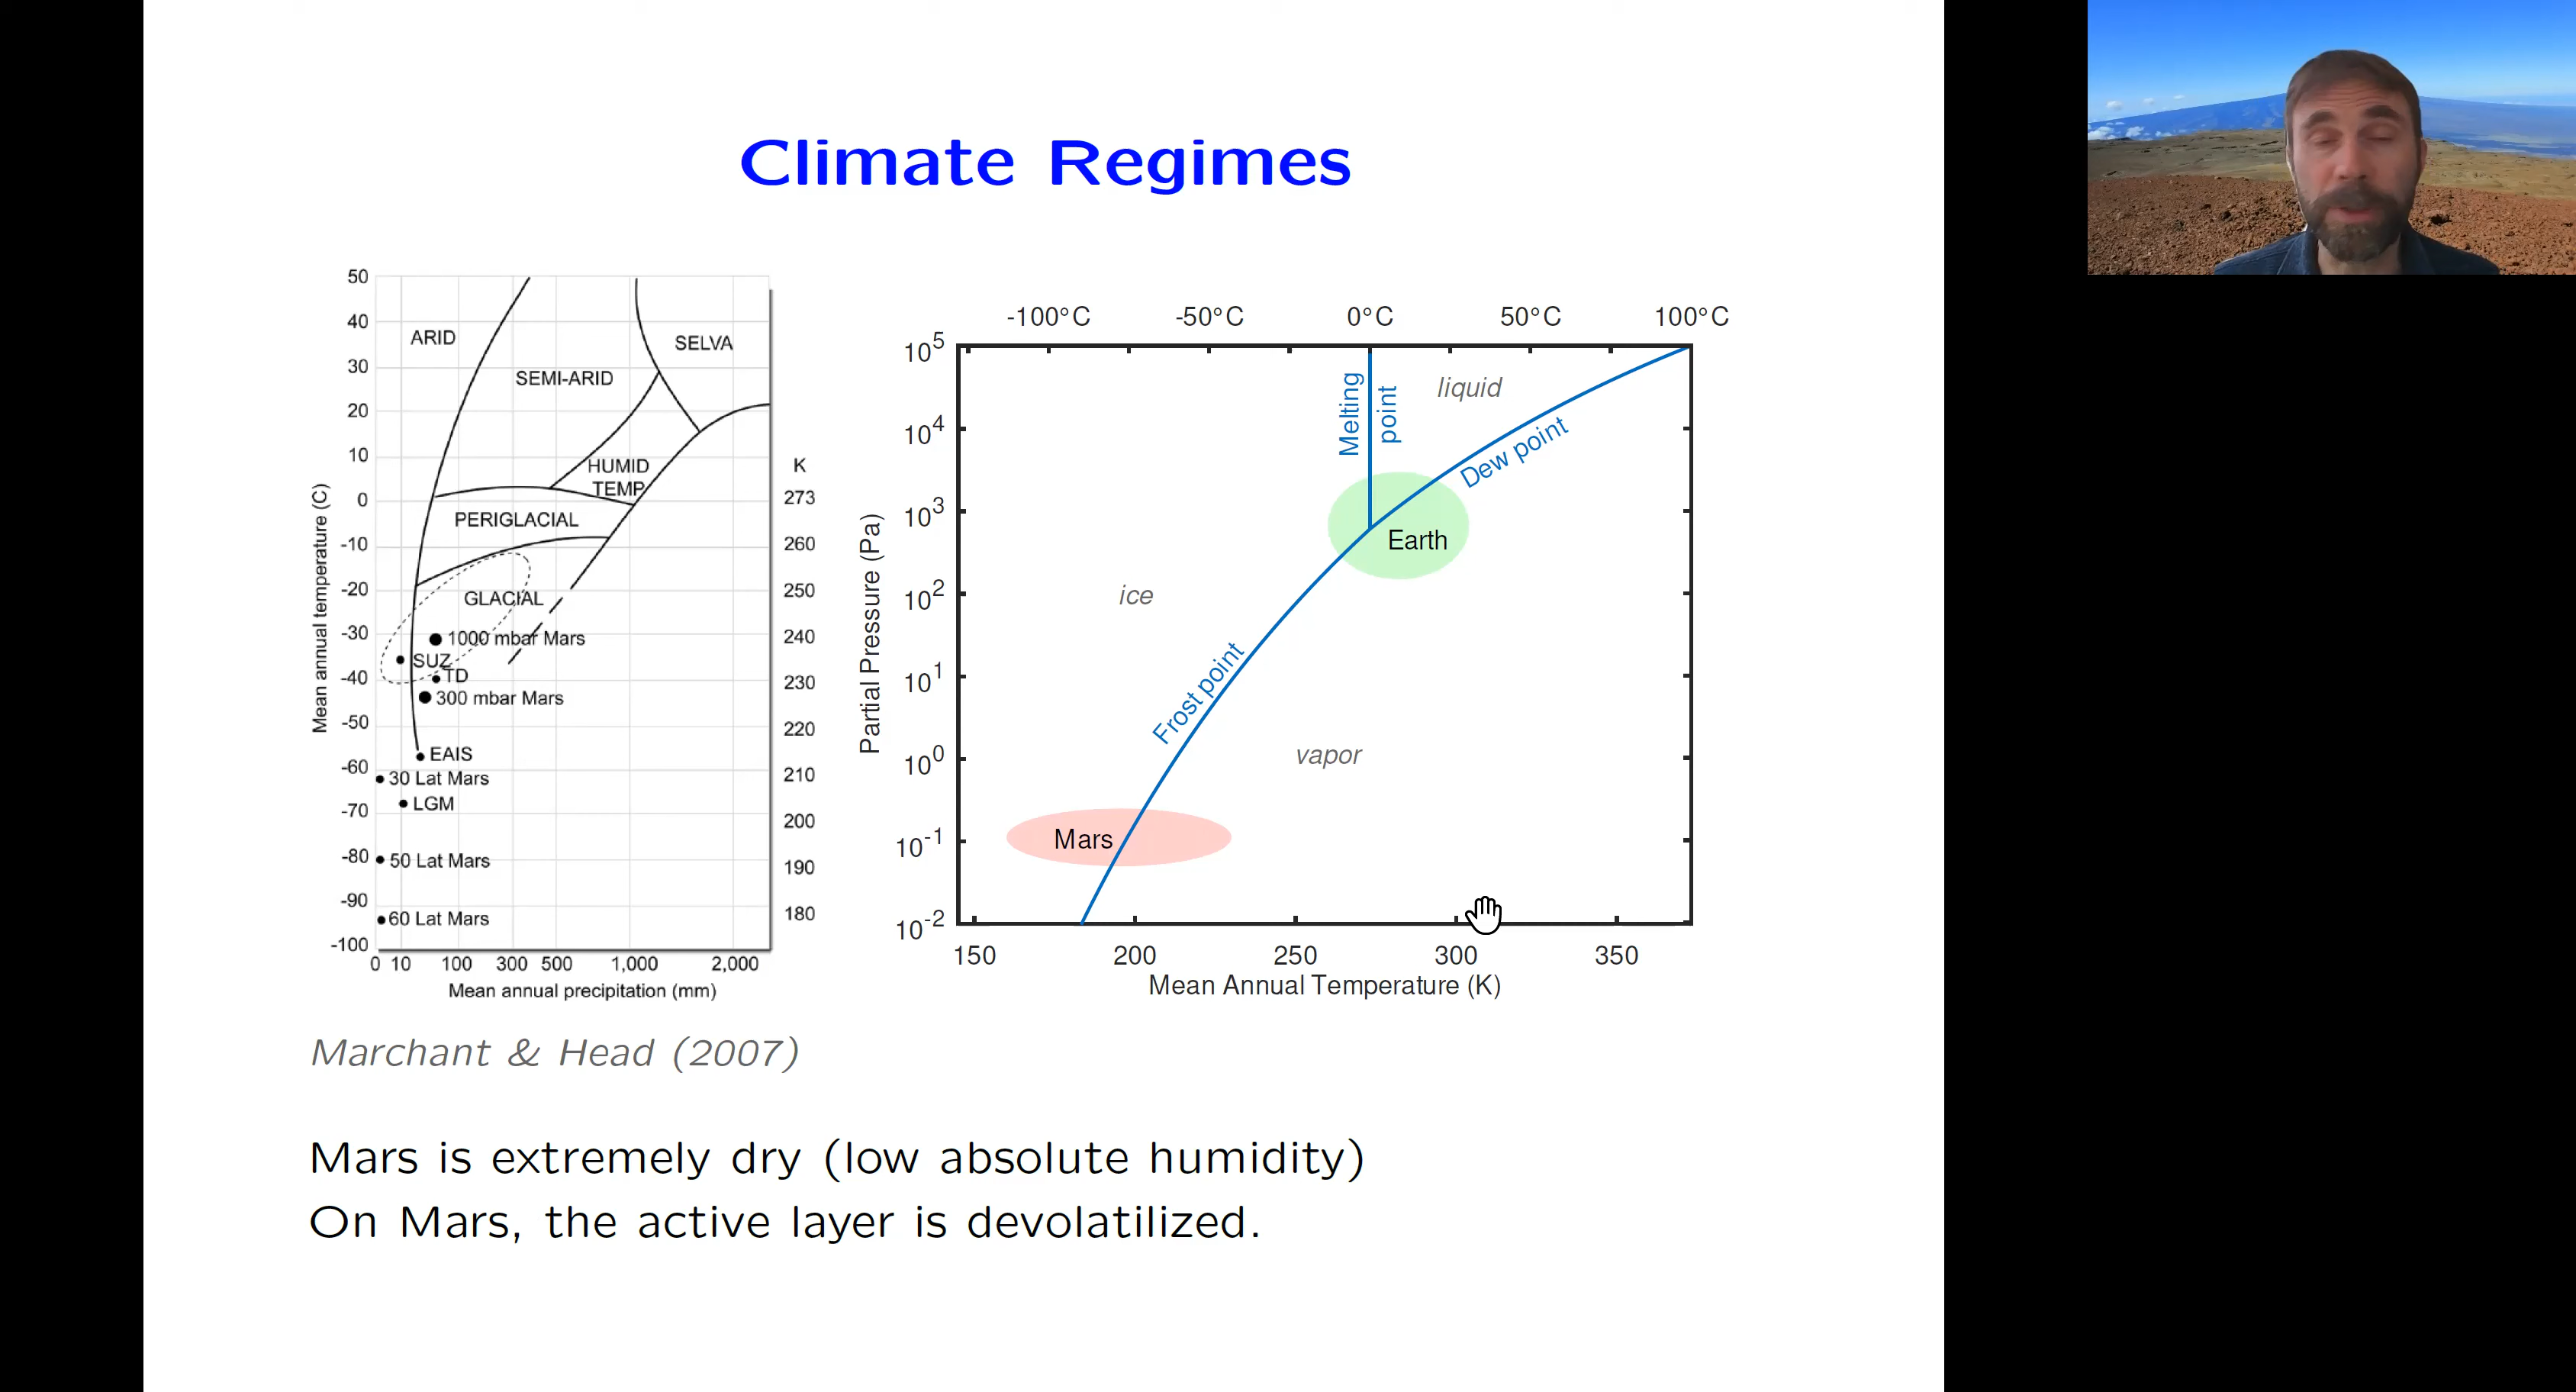 Climate Regimes
50
40
30
20
10
0
-10
-20
-30
-40
-50
-60
-70
-80
-90
-100
Mean annual temperature (C)
ARID
SEMI-ARID
SELVA
HUMID
TEMP
PERIGLACIAL
GLACIAL
1000 mbar Mars
SUZ
TD
300 mbar Mars
EAIS
30 Lat Mars
LGM
50 Lat Mars
60 Lat Mars
K
273
260
250
240
230
220
210
200
190
180
0 10 100 300 500 1,000 2,000
Mean annual precipitation (mm)
-100°C -50°C 0°C 50°C 100°C
10⁵
10⁴
10³
10²
10¹
10⁰
10⁻¹
10⁻²
Partial Pressure (Pa)
Melting
point
liquid
Dew point
Earth
ice
Frost point
vapor
Mars
150 200 250 300 350
Mean Annual Temperature (K)
Marchant & Head (2007)
Mars is extremely dry (low absolute humidity)
On Mars, the active layer is devolatilized.